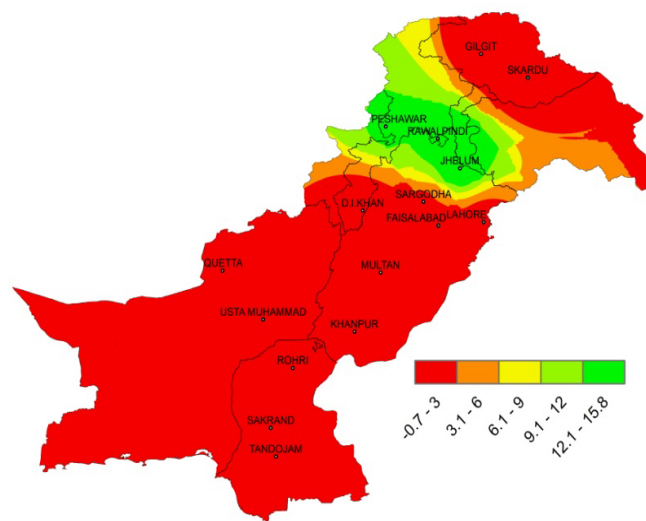 GILGIT
SKARDU
PESHAWAR
RAWALPINDI
JHELUM
SARGODHA
D.I KHAN
FAISALABAD
LAHORE
QUETTA
MULTAN
USTA MUHAMMAD
KHANPUR
ROHRI
SAKRAND
TANDOJAM
-0.7 - 3
3.1 - 6
6.1 - 9
9.1 - 12
12.1 - 15.8